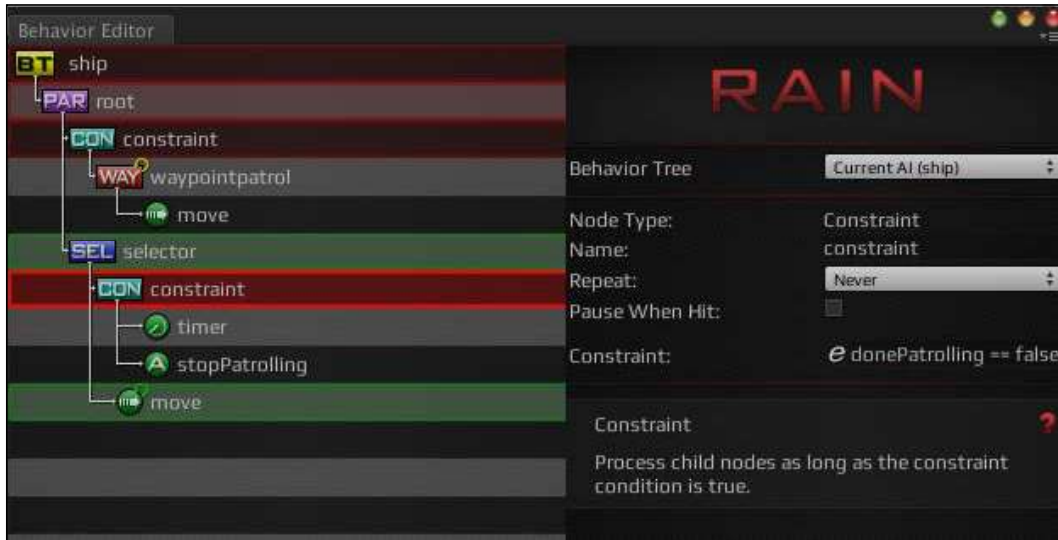 Behavior Editor
BT ship
PAR root
CON constraint
WAY waypointpatrol
move
SEL selector
CON constraint
timer
A stopPatrolling
move
RAIN
Behavior Tree Current AI (ship)
Node Type: Constraint
Name: constraint
Repeat: Never
Pause When Hit:
Constraint: e donePatrolling == false
Constraint ?
Process child nodes as long as the constraint
condition is true.